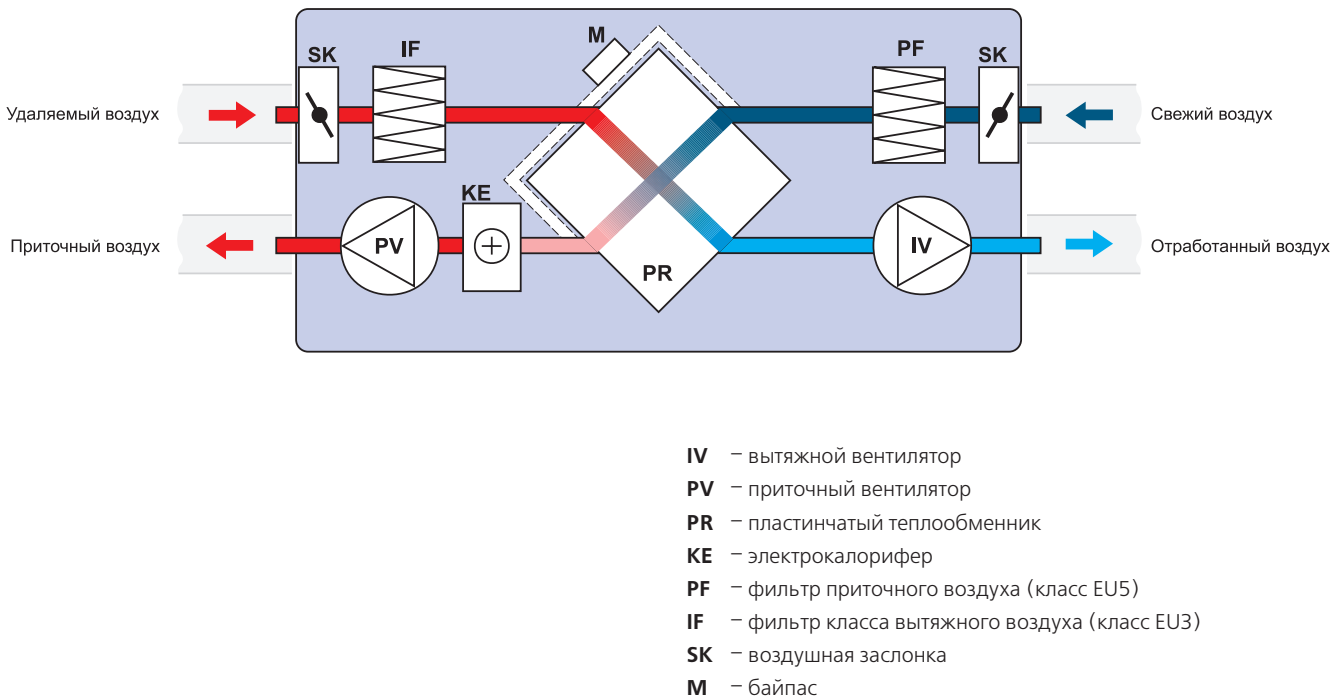 M
SK
IF
PF
SK
Удаляемый воздух
Свежий воздух
KE
PV
IV
Приточный воздух
Отработанный воздух
PR
IV – вытяжной вентилятор
PV – приточный вентилятор
PR – пластинчатый теплообменник
KE – электрокалорифер
PF – фильтр приточного воздуха (класс EU5)
IF – фильтр класса вытяжного воздуха (класс EU3)
SK – воздушная заслонка
M – байпас